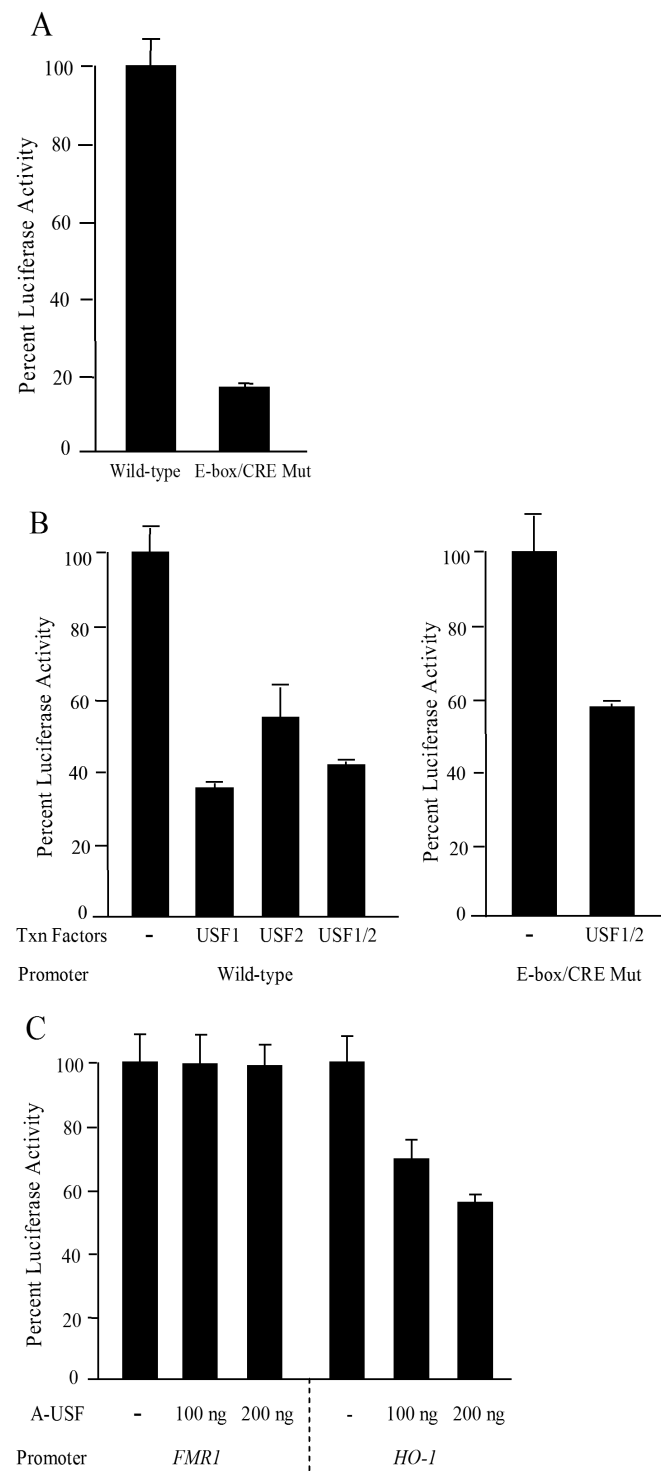 A
Percent Luciferase Activity
100
80
60
40
20
0
Wild-type E-box/CRE Mut
B
Percent Luciferase Activity
100
80
60
40
20
0
Txn Factors - USF1 USF2 USF1/2
Promoter Wild-type
Percent Luciferase Activity
100
80
60
40
20
0
- USF1/2
E-box/CRE Mut
C
Percent Luciferase Activity
100
80
60
40
20
0
A-USF - 100 ng 200 ng - 100 ng 200 ng
Promoter FMR1 HO-1